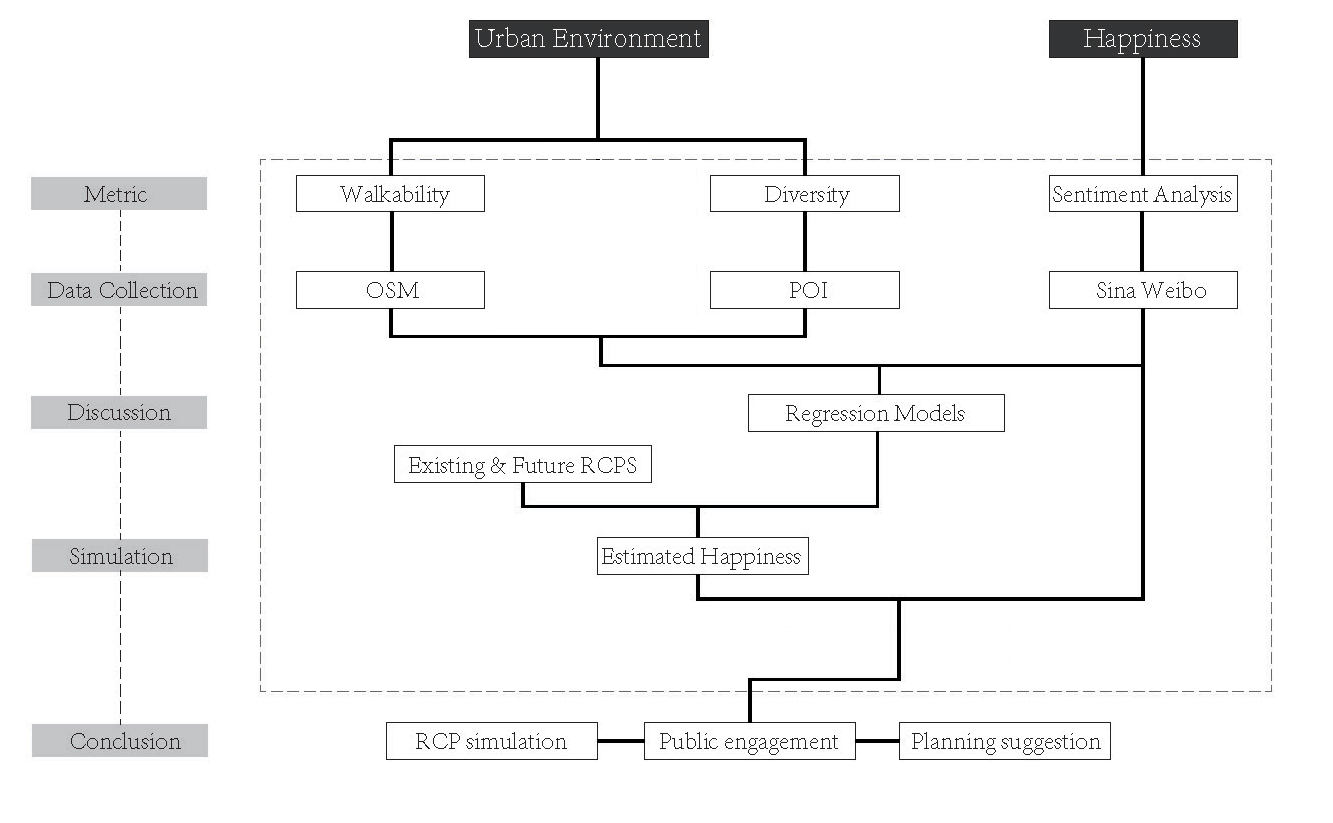 Urban Environment
Happiness
Metric
Walkability
Diversity
Sentiment Analysis
Data Collection
OSM
POI
Sina Weibo
Discussion
Regression Models
Existing & Future RCPS
Simulation
Estimated Happiness
Conclusion
RCP simulation
Public engagement
Planning suggestion